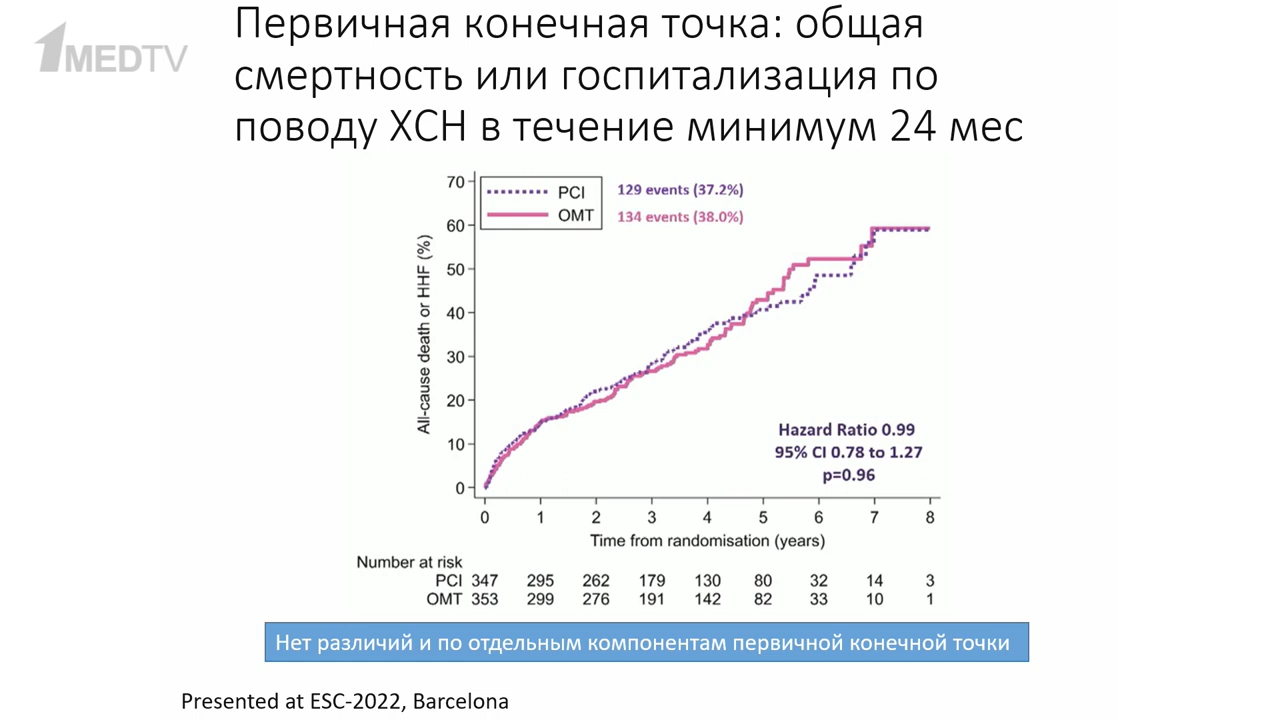 1MEDTV
Первичная конечная точка: общая
смертность или госпитализация по
поводу ХСН в течение минимум 24 мес
70
60
50
40
30
20
10
0
All-cause death or HHF (%)
PCI 129 events (37.2%)
OMT 134 events (38.0%)
Hazard Ratio 0.99
95% CI 0.78 to 1.27
p=0.96
0 1 2 3 4 5 6 7 8
Time from randomisation (years)
Number at risk
PCI 347 295 262 179 130 80 32 14 3
OMT 353 299 276 191 142 82 33 10 1
Нет различий и по отдельным компонентам первичной конечной точки
Presented at ESC-2022, Barcelona